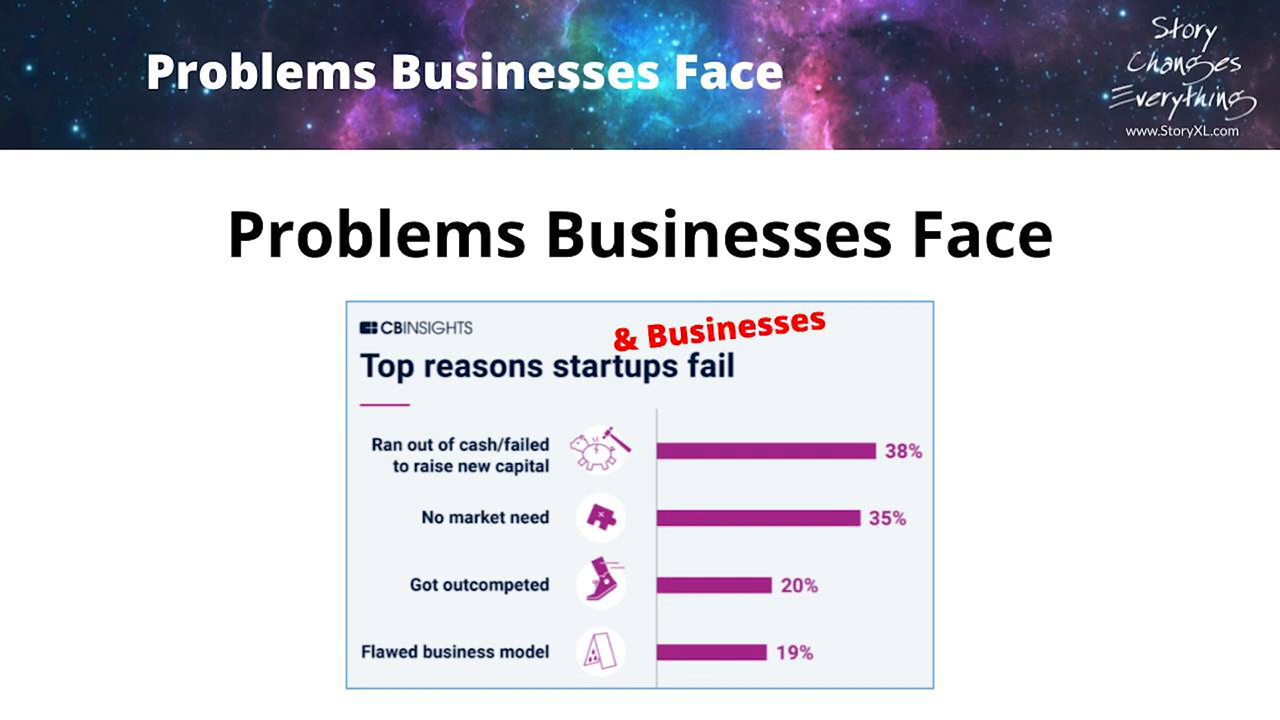 Problems Businesses Face
Story
Changes
Everything
www.StoryXL.com
Problems Businesses Face
CBINSIGHTS
& Businesses
Top reasons startups fail
Ran out of cash/failed
to raise new capital
38%
No market need
35%
Got outcompeted
20%
Flawed business model
19%